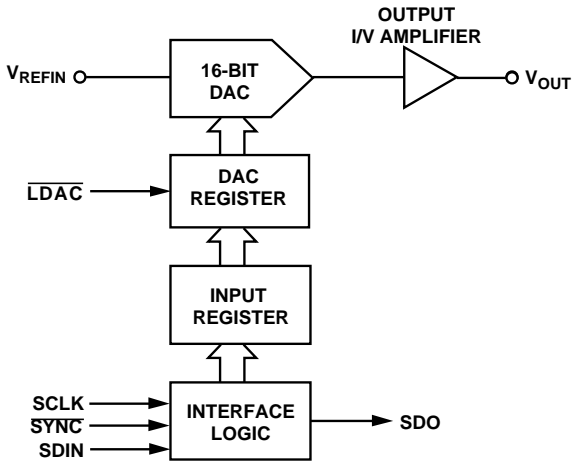 OUTPUT
I/V AMPLIFIER
VREFIN
16-BIT
DAC
VOUT
LDAC
DAC
REGISTER
INPUT
REGISTER
SCLK
SYNC
SDIN
INTERFACE
LOGIC
SDO